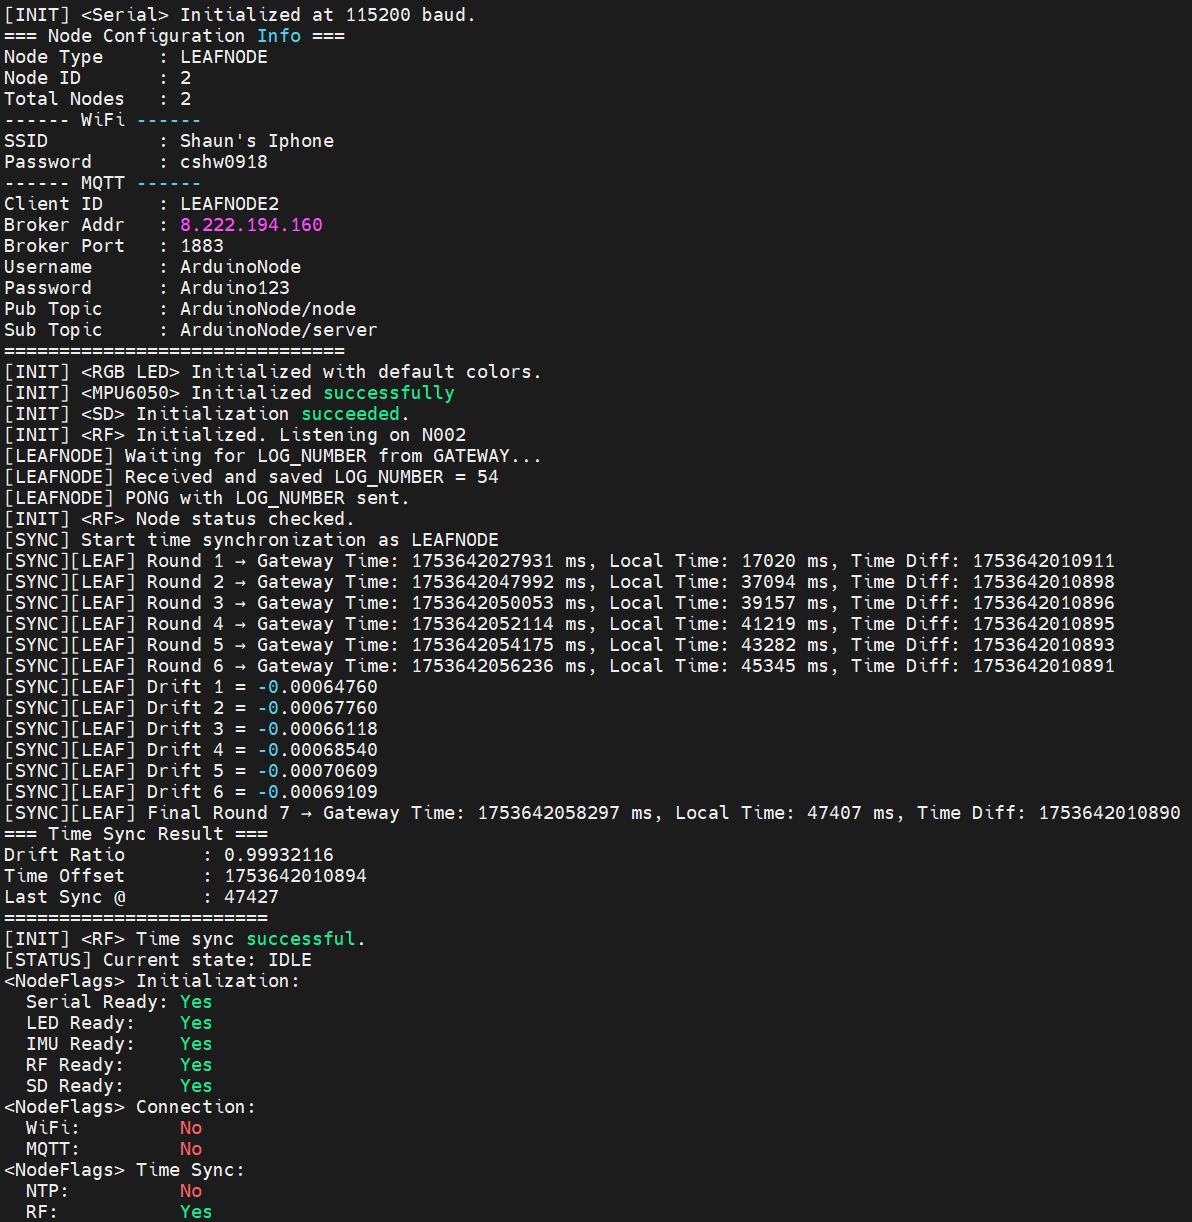 [INIT] <Serial> Initialized at 115200 baud.
=== Node Configuration Info ===
Node Type     : LEAFNODE
Node ID       : 2
Total Nodes   : 2
------ WiFi ------
SSID          : Shaun's Iphone
Password      : cshw0918
------ MQTT ------
Client ID     : LEAFNODE2
Broker Addr   : 8.222.194.160
Broker Port   : 1883
Username      : ArduinoNode
Password      : Arduino123
Pub Topic     : ArduinoNode/node
Sub Topic     : ArduinoNode/server
===============================
[INIT] <RGB LED> Initialized with default colors.
[INIT] <MPU6050> Initialized successfully
[INIT] <SD> Initialization succeeded.
[INIT] <RF> Initialized. Listening on N002
[LEAFNODE] Waiting for LOG_NUMBER from GATEWAY...
[LEAFNODE] Received and saved LOG_NUMBER = 54
[LEAFNODE] PONG with LOG_NUMBER sent.
[INIT] <RF> Node status checked.
[SYNC] Start time synchronization as LEAFNODE
[SYNC][LEAF] Round 1 → Gateway Time: 1753642027931 ms, Local Time: 17020 ms, Time Diff: 1753642010911
[SYNC][LEAF] Round 2 → Gateway Time: 1753642047992 ms, Local Time: 37094 ms, Time Diff: 1753642010898
[SYNC][LEAF] Round 3 → Gateway Time: 1753642050053 ms, Local Time: 39157 ms, Time Diff: 1753642010896
[SYNC][LEAF] Round 4 → Gateway Time: 1753642052114 ms, Local Time: 41219 ms, Time Diff: 1753642010895
[SYNC][LEAF] Round 5 → Gateway Time: 1753642054175 ms, Local Time: 43282 ms, Time Diff: 1753642010893
[SYNC][LEAF] Round 6 → Gateway Time: 1753642056236 ms, Local Time: 45345 ms, Time Diff: 1753642010891
[SYNC][LEAF] Drift 1 = -0.00064760
[SYNC][LEAF] Drift 2 = -0.00067760
[SYNC][LEAF] Drift 3 = -0.00066118
[SYNC][LEAF] Drift 4 = -0.00068540
[SYNC][LEAF] Drift 5 = -0.00070609
[SYNC][LEAF] Drift 6 = -0.00069109
[SYNC][LEAF] Final Round 7 → Gateway Time: 1753642058297 ms, Local Time: 47407 ms, Time Diff: 1753642010890
=== Time Sync Result ===
Drift Ratio       : 0.99932116
Time Offset       : 1753642010894
Last Sync @       : 47427
========================
[INIT] <RF> Time sync successful.
[STATUS] Current state: IDLE
<NodeFlags> Initialization:
  Serial Ready: Yes
  LED Ready:    Yes
  IMU Ready:    Yes
  RF Ready:     Yes
  SD Ready:     Yes
<NodeFlags> Connection:
  WiFi:         No
  MQTT:         No
<NodeFlags> Time Sync:
  NTP:          No
  RF:           Yes